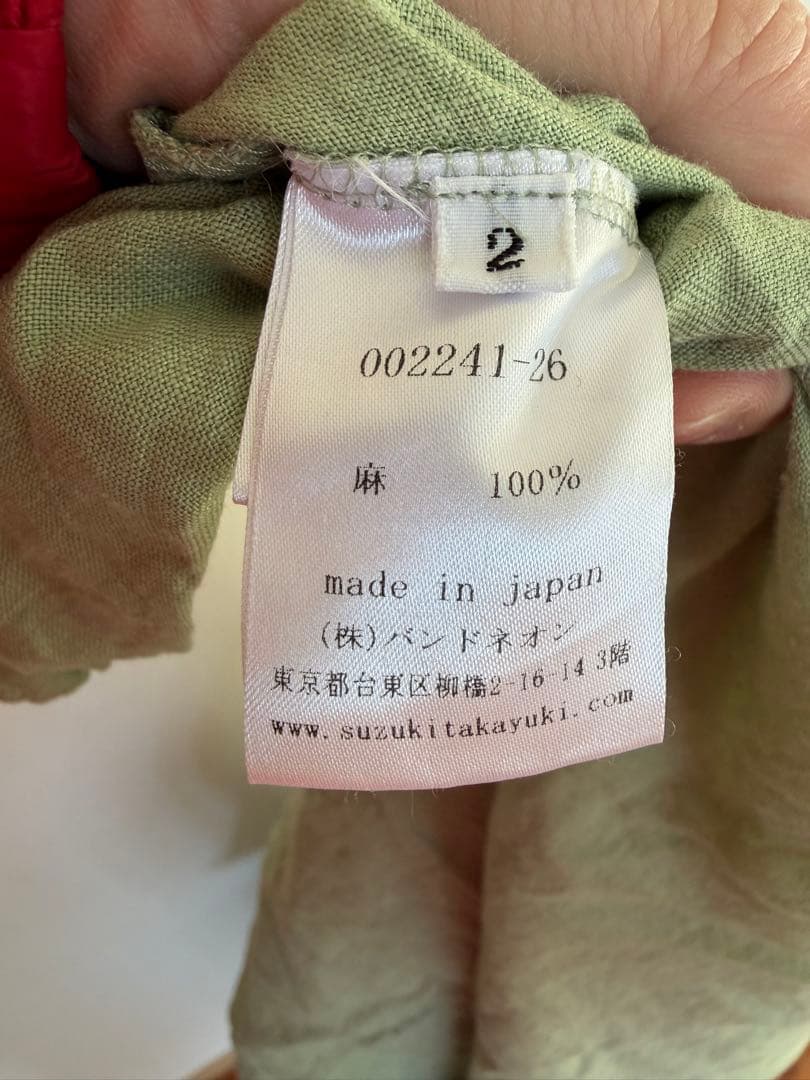 2
002241-26
麻 100%
made in japan
(株)バンドネオン
東京都台東区柳橋2-16-14 3階
www.suzukitakayuki.com